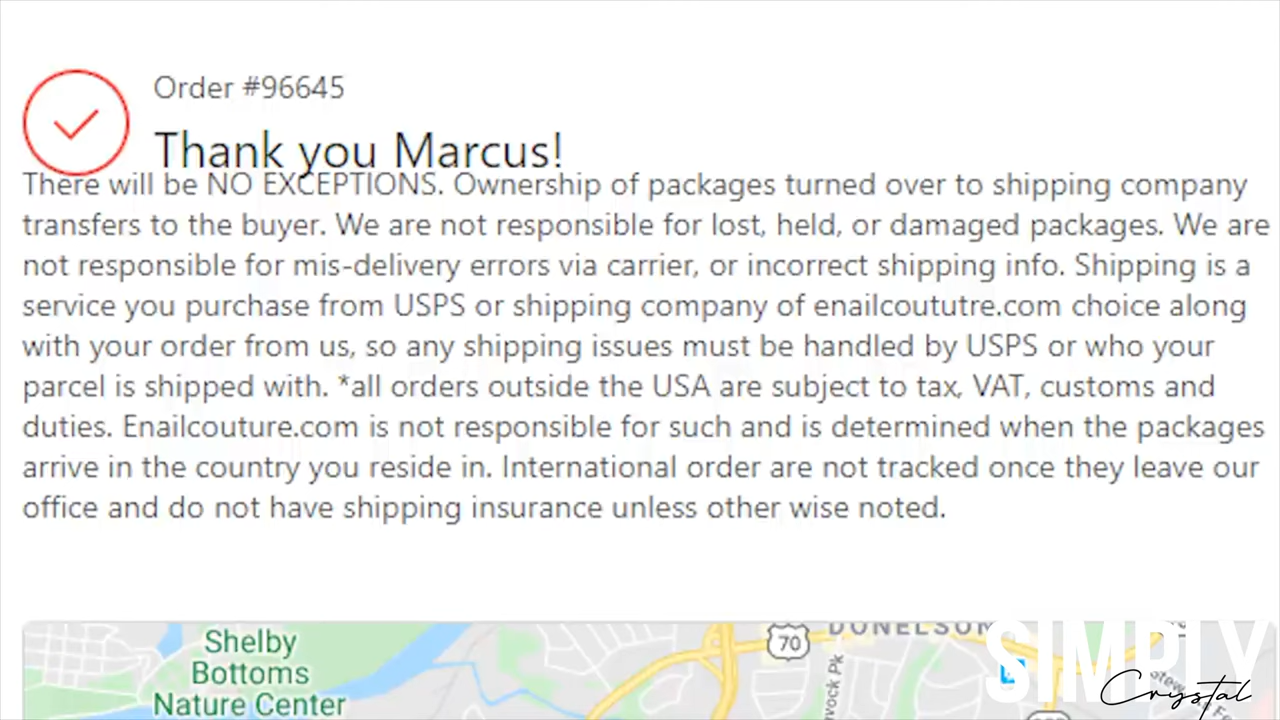 Order #96645
Thank you Marcus!
There will be NO EXCEPTIONS. Ownership of packages turned over to shipping company
transfers to the buyer. We are not responsible for lost, held, or damaged packages. We are
not responsible for mis-delivery errors via carrier, or incorrect shipping info. Shipping is a
service you purchase from USPS or shipping company of enailcoututre.com choice along
with your order from us, so any shipping issues must be handled by USPS or who your
parcel is shipped with. *all orders outside the USA are subject to tax, VAT, customs and
duties. Enailcouture.com is not responsible for such and is determined when the packages
arrive in the country you reside in. International order are not tracked once they leave our
office and do not have shipping insurance unless other wise noted.
Shelby
Bottoms
Nature Center
70
DONELSON
SIMPLY
Crystal